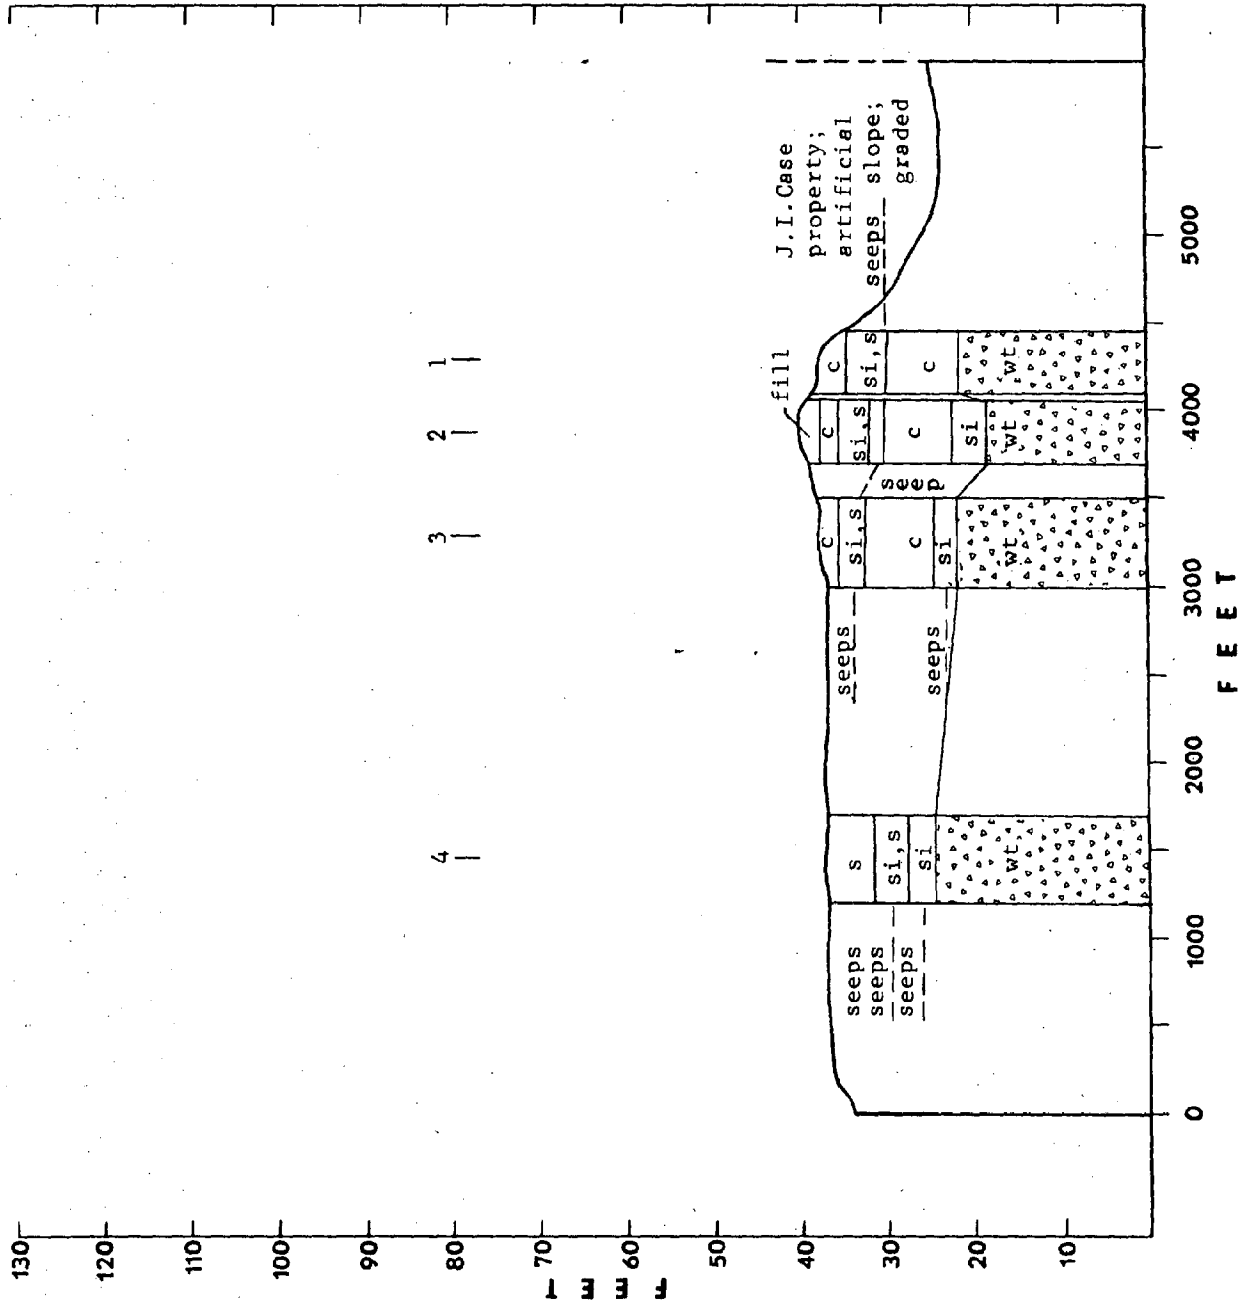 130
120
110
100
90
80
70
60
50
40
30
20
10
FEET
4
3
2
1
fill
J.I.Case
property;
artificial
seeps slope;
graded
seeps
seeps
seeps
s
si,s
si
wt
seeps
seeps
c
si,s
c
si
wt
seep
c
si,s
c
si
wt
c
si,s
c
wt
0
1000
2000
3000
4000
5000
FEET